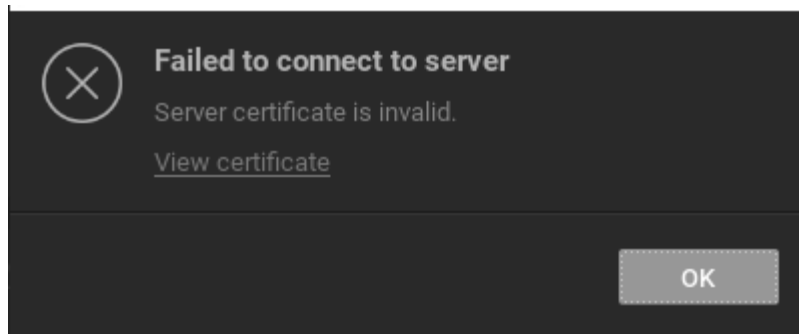 Failed to connect to server
Server certificate is invalid.
View certificate
OK